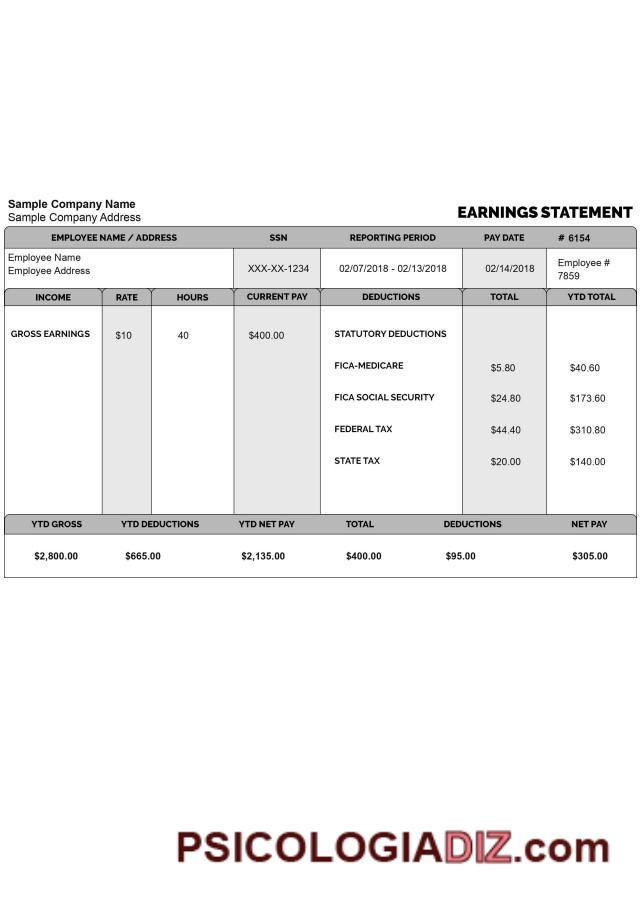 Sample Company Name
Sample Company Address
EARNINGS STATEMENT
EMPLOYEE NAME / ADDRESS SSN REPORTING PERIOD PAY DATE # 6154
Employee Name
Employee Address
XXX-XX-1234 02/07/2018 - 02/13/2018 02/14/2018
Employee #
7859
INCOME RATE HOURS CURRENT PAY DEDUCTIONS TOTAL YTD TOTAL
GROSS EARNINGS $10 40 $400.00 STATUTORY DEDUCTIONS
FICA-MEDICARE $5.80 $40.60
FICA SOCIAL SECURITY $24.80 $173.60
FEDERAL TAX $44.40 $310.80
STATE TAX $20.00 $140.00
YTD GROSS YTD DEDUCTIONS YTD NET PAY TOTAL DEDUCTIONS NET PAY
$2,800.00 $665.00 $2,135.00 $400.00 $95.00 $305.00
PSICOLOGIADIZ.com